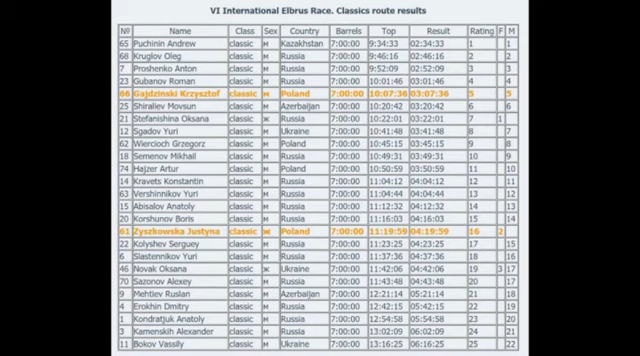 VI International Elbrus Race. Classics route results
№ Name Class Sex Country Barrels Top Result Rating F M
65 Puchinin Andrew classic м Kazakhstan 7:00:00 9:34:33 02:34:33 1 1
68 Kruglov Oleg classic м Russia 7:00:00 9:46:16 02:46:16 2 2
7 Proshenko Anton classic м Russia 7:00:00 9:52:09 02:52:09 3 3
23 Gubanov Roman classic м Russia 7:00:00 10:01:46 03:01:46 4 4
66 Gajdzinski Krzysztof classic м Poland 7:00:00 10:07:36 03:07:36 5 5
26 Shiraliev Movsun classic м Azerbaijan 7:00:00 10:20:42 03:20:42 6 6
21 Stefanishina Oksana classic ж Russia 7:00:00 10:22:01 03:22:01 7 1
12 Sgadov Yuri classic м Ukraine 7:00:00 10:41:48 03:41:48 8 7
62 Wiercioch Grzegorz classic м Poland 7:00:00 10:45:15 03:45:15 9 8
18 Semenov Mikhail classic м Russia 7:00:00 10:49:31 03:49:31 10 9
74 Hajzer Artur classic м Poland 7:00:00 10:50:59 03:50:59 11 10
14 Kravets Konstantin classic м Russia 7:00:00 11:04:12 04:04:12 12 11
63 Vershinnikov Yuri classic м Russia 7:00:00 11:04:44 04:04:44 13 12
15 Abisalov Anatoly classic м Russia 7:00:00 11:12:32 04:12:32 14 13
20 Korshunov Boris classic м Russia 7:00:00 11:16:03 04:16:03 15 14
61 Zyszkowska Justyna classic ж Poland 7:00:00 11:19:59 04:19:59 16 2
22 Kolyshev Serguey classic м Russia 7:00:00 11:23:25 04:23:25 17 15
6 Slastennikov Yuri classic м Russia 7:00:00 11:37:36 04:37:36 18 16
46 Novak Oksana classic ж Ukraine 7:00:00 11:42:06 04:42:06 19 3 17
70 Sazonov Alexey classic м Russia 7:00:00 11:43:48 04:43:48 20 17
9 Mehtiev Ruslan classic м Azerbaijan 7:00:00 12:21:14 05:21:14 21 18
4 Erokhin Dmitry classic м Russia 7:00:00 12:42:15 05:42:15 22 19
1 Kondratjuk Anatoly classic м Russia 7:00:00 12:54:58 05:54:58 23 20
3 Kamenskih Alexander classic м Russia 7:00:00 13:02:09 06:02:09 24 21
11 Bokov Vassily classic м Ukraine 7:00:00 13:16:25 06:16:25 25 22